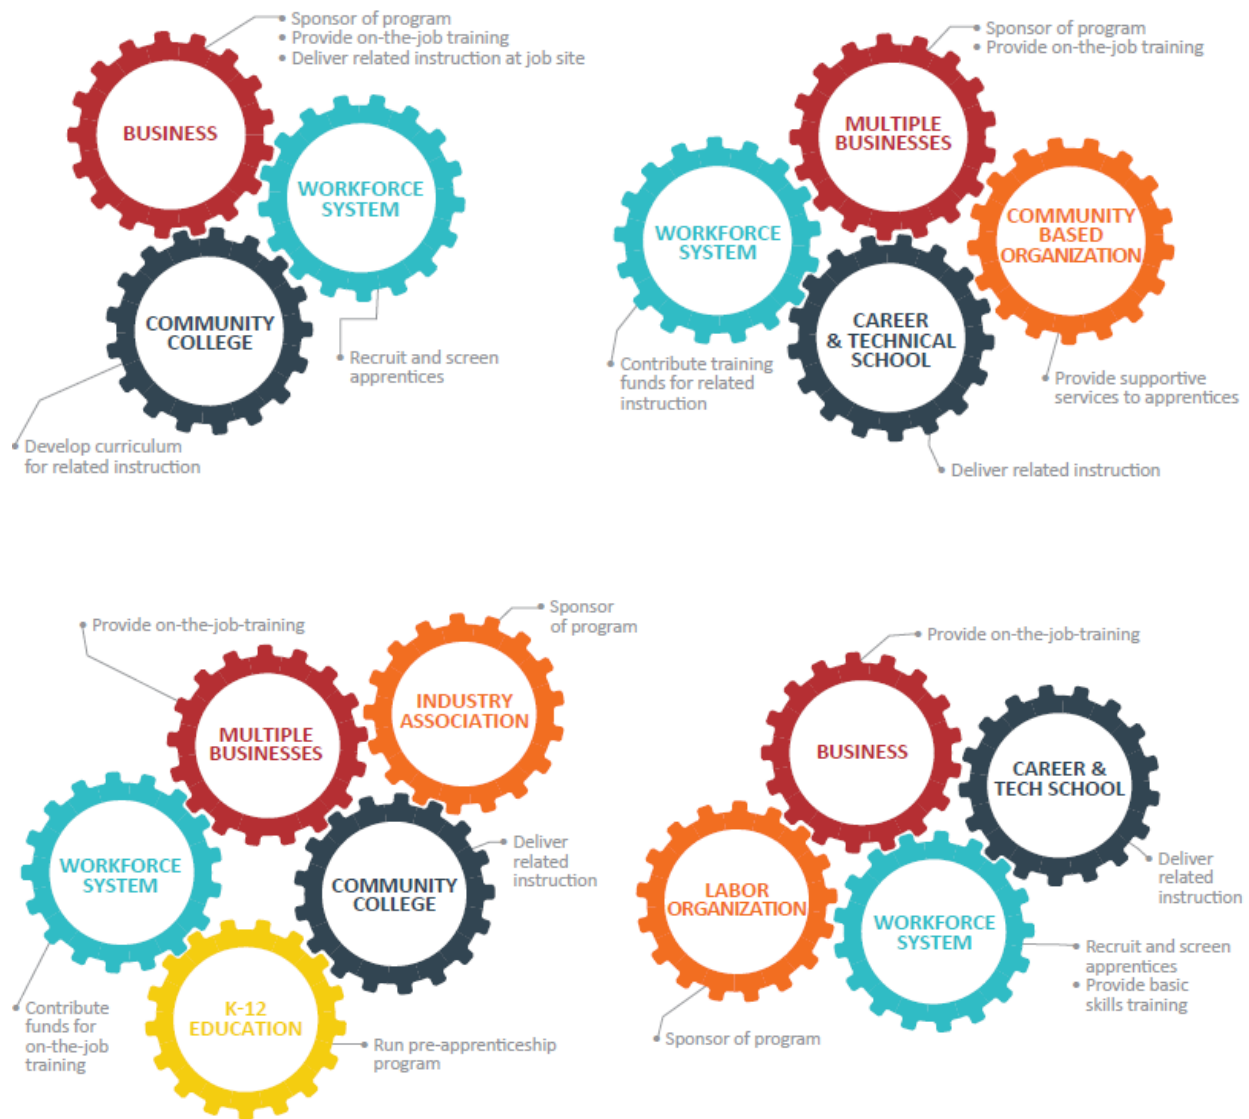 • Sponsor of program
• Provide on-the-job training
• Deliver related instruction at job site
BUSINESS
WORKFORCE
SYSTEM
COMMUNITY
COLLEGE
• Recruit and screen
apprentices
• Develop curriculum
for related instruction
• Sponsor of program
• Provide on-the-job training
MULTIPLE
BUSINESSES
WORKFORCE
SYSTEM
COMMUNITY
BASED
ORGANIZATION
CAREER
& TECHNICAL
SCHOOL
• Contribute training
funds for related
instruction
• Provide supportive
services to apprentices
• Deliver related instruction
• Provide on-the-job-training
• Sponsor
of program
MULTIPLE
BUSINESSES
INDUSTRY
ASSOCIATION
WORKFORCE
SYSTEM
COMMUNITY
COLLEGE
• Deliver
related
instruction
K-12
EDUCATION
• Contribute
funds for
on-the-job
training
• Run pre-apprenticeship
program
• Provide on-the-job-training
BUSINESS
CAREER &
TECH SCHOOL
LABOR
ORGANIZATION
WORKFORCE
SYSTEM
• Deliver
related
instruction
• Recruit and screen
apprentices
• Provide basic
skills training
• Sponsor of program